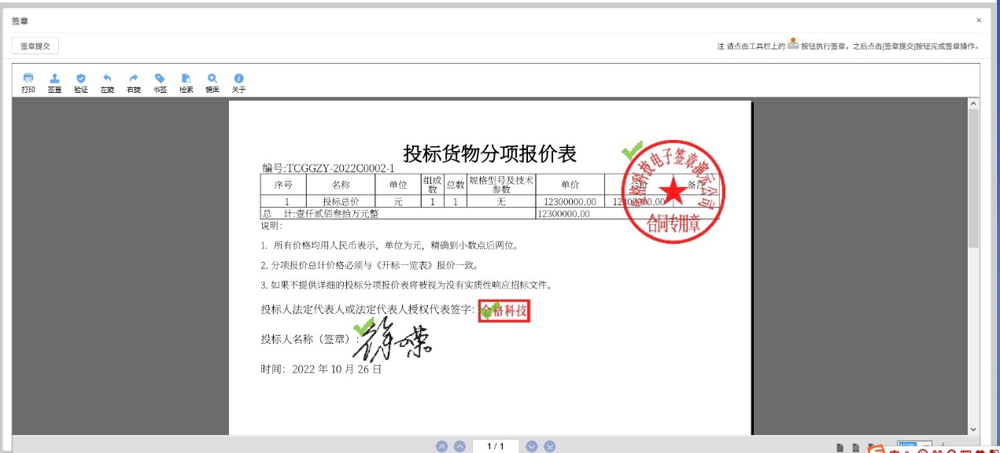 签章
×
签章提交
注:请点击工具栏上的 按钮执行签章，之后点击[签章提交]按钮完成签章操作。
打印 签章 验证 左旋 右旋 书签 检索 镜面 关于
投标货物分项报价表
编号:TCGGZY-2022C0002-1
序号 名称 单位 组成数 总数 规格型号及技术参数 单价 备注
1 投标总价 元 1 1 无 12300000.00 12300000.00
总 计:壹仟贰佰叁拾万元整 12300000.00
格科技电子签章演示公司
合同专用章
说明:
1. 所有价格均用人民币表示，单位为元，精确到小数点后两位。
2. 分项报价总计价格必须与《开标一览表》报价一致。
3. 如果不提供详细的投标分项报价表将被视为没有实质性响应招标文件。
投标人法定代表人或法定代表人授权代表签字: 格科技
投标人名称（签章）:
时间: 2022 年 10 月 26 日
1 / 1